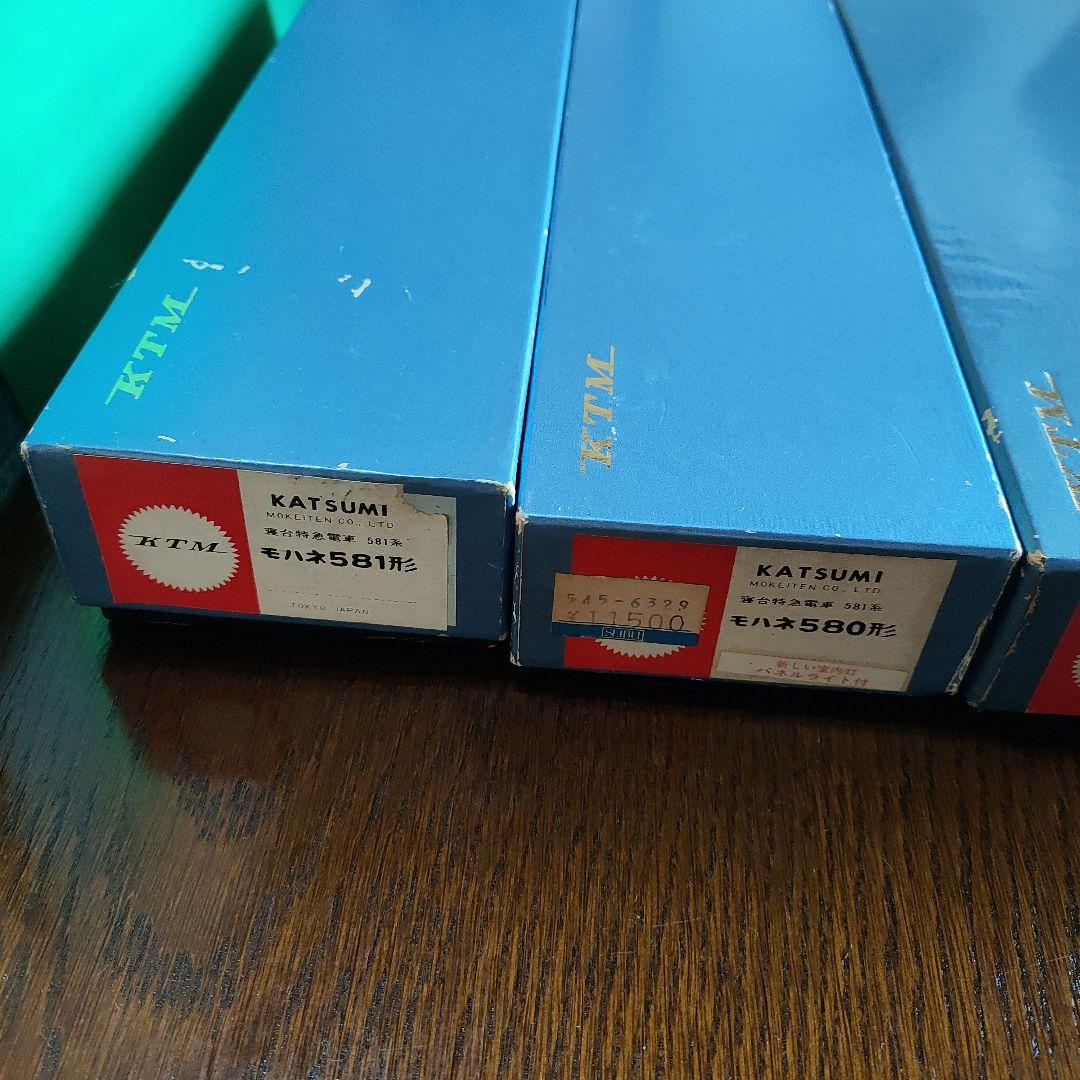 KTM
KTM
KTM
KTM
KATSUMI
MOKEITEN CO., LTD
寝台特急電車 581系
モハネ581形
TOKYO JAPAN
545-6329
¥11500
KATSUMI
MOKEITEN CO., LTD
寝台特急電車 581系
モハネ580形
新しい室内灯
パネルライト付